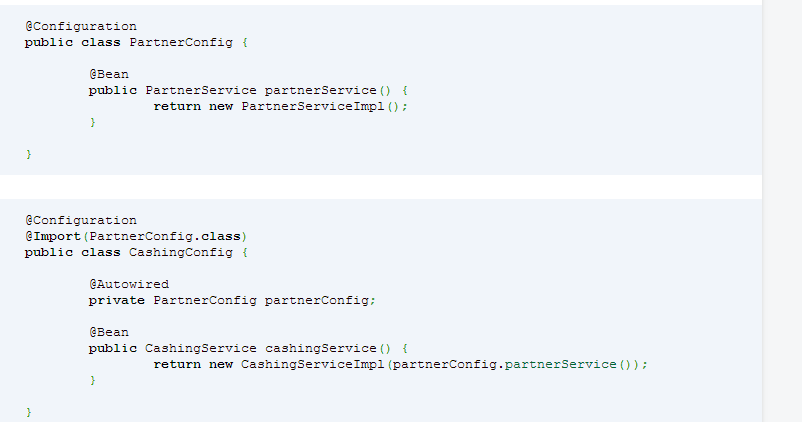 @Configuration
public class PartnerConfig {
@Bean
public PartnerService partnerService() {
return new PartnerServiceImpl();
}
}
@Configuration
@Import(PartnerConfig.class)
public class CashingConfig {
@Autowired
private PartnerConfig partnerConfig;
@Bean
public CashingService cashingService() {
return new CashingServiceImpl(partnerConfig.partnerService());
}
}